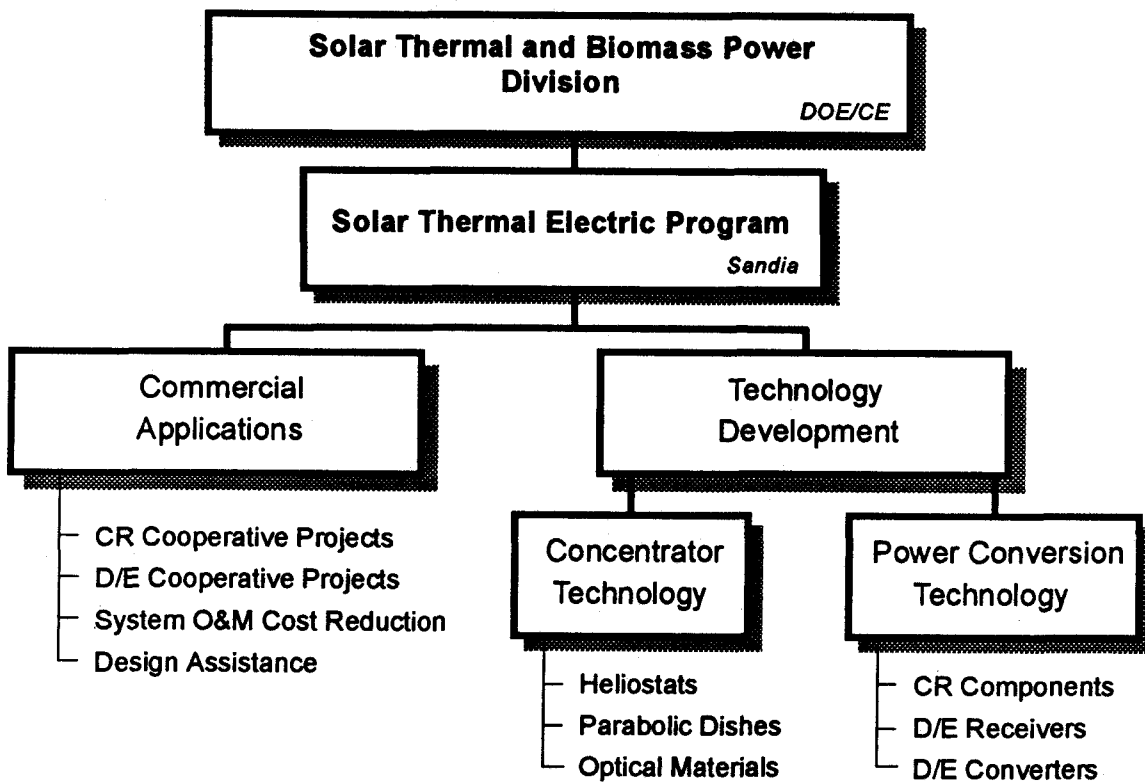 Solar Thermal and Biomass Power
Division
DOE/CE
Solar Thermal Electric Program
Sandia
Commercial
Applications
CR Cooperative Projects
D/E Cooperative Projects
System O&M Cost Reduction
Design Assistance
Technology
Development
Concentrator
Technology
Heliostats
Parabolic Dishes
Optical Materials
Power Conversion
Technology
CR Components
D/E Receivers
D/E Converters